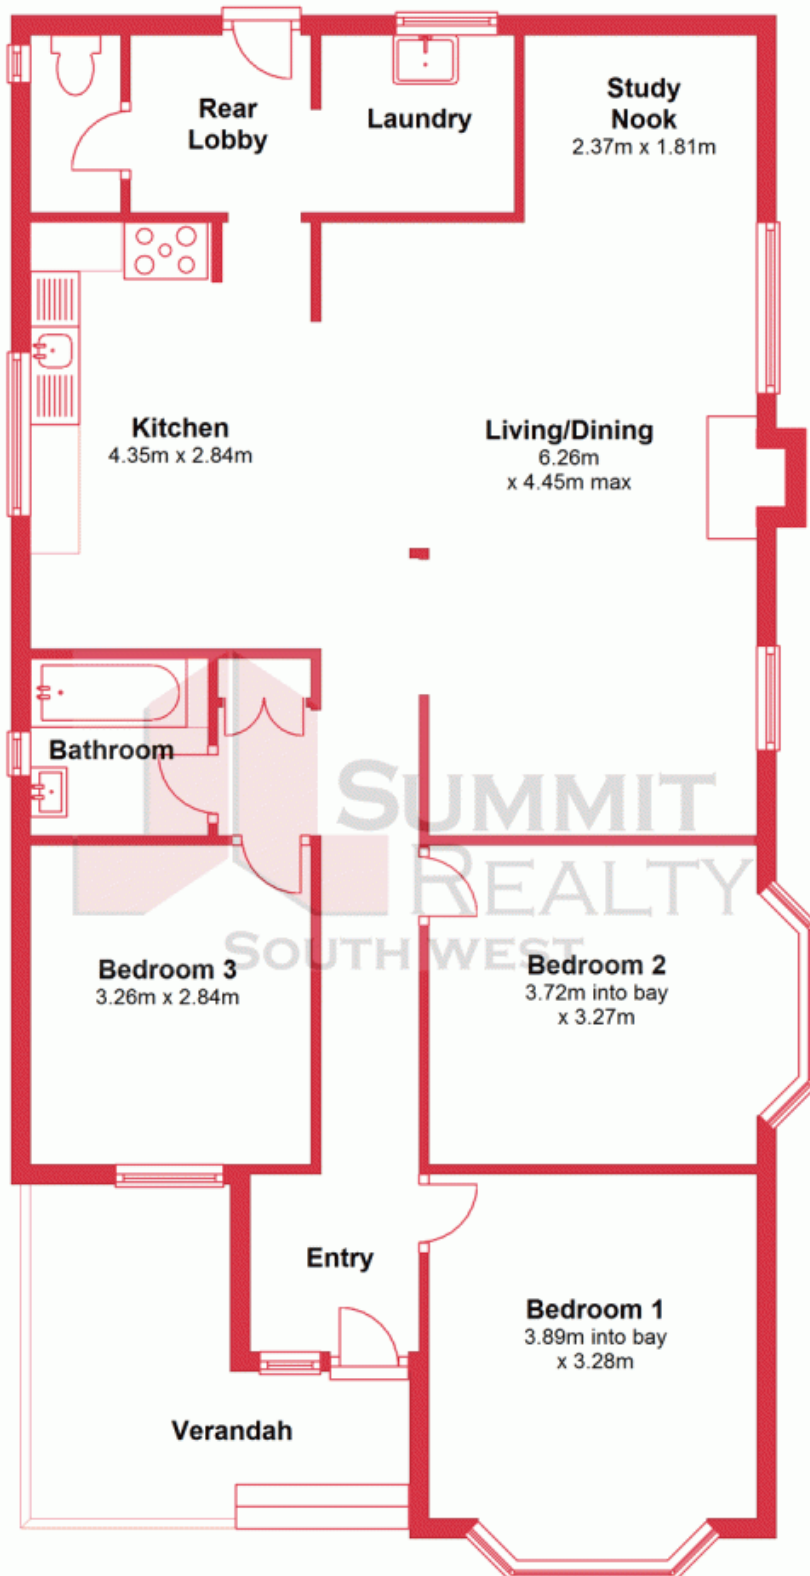 Rear
Lobby
Laundry
Study
Nook
2.37m x 1.81m
Kitchen
4.35m x 2.84m
Living/Dining
6.26m
x 4.45m max
Bathroom
SUMMIT
REALTY
SOUTH WEST
Bedroom 3
3.26m x 2.84m
Bedroom 2
3.72m into bay
x 3.27m
Entry
Bedroom 1
3.89m into bay
x 3.28m
Verandah